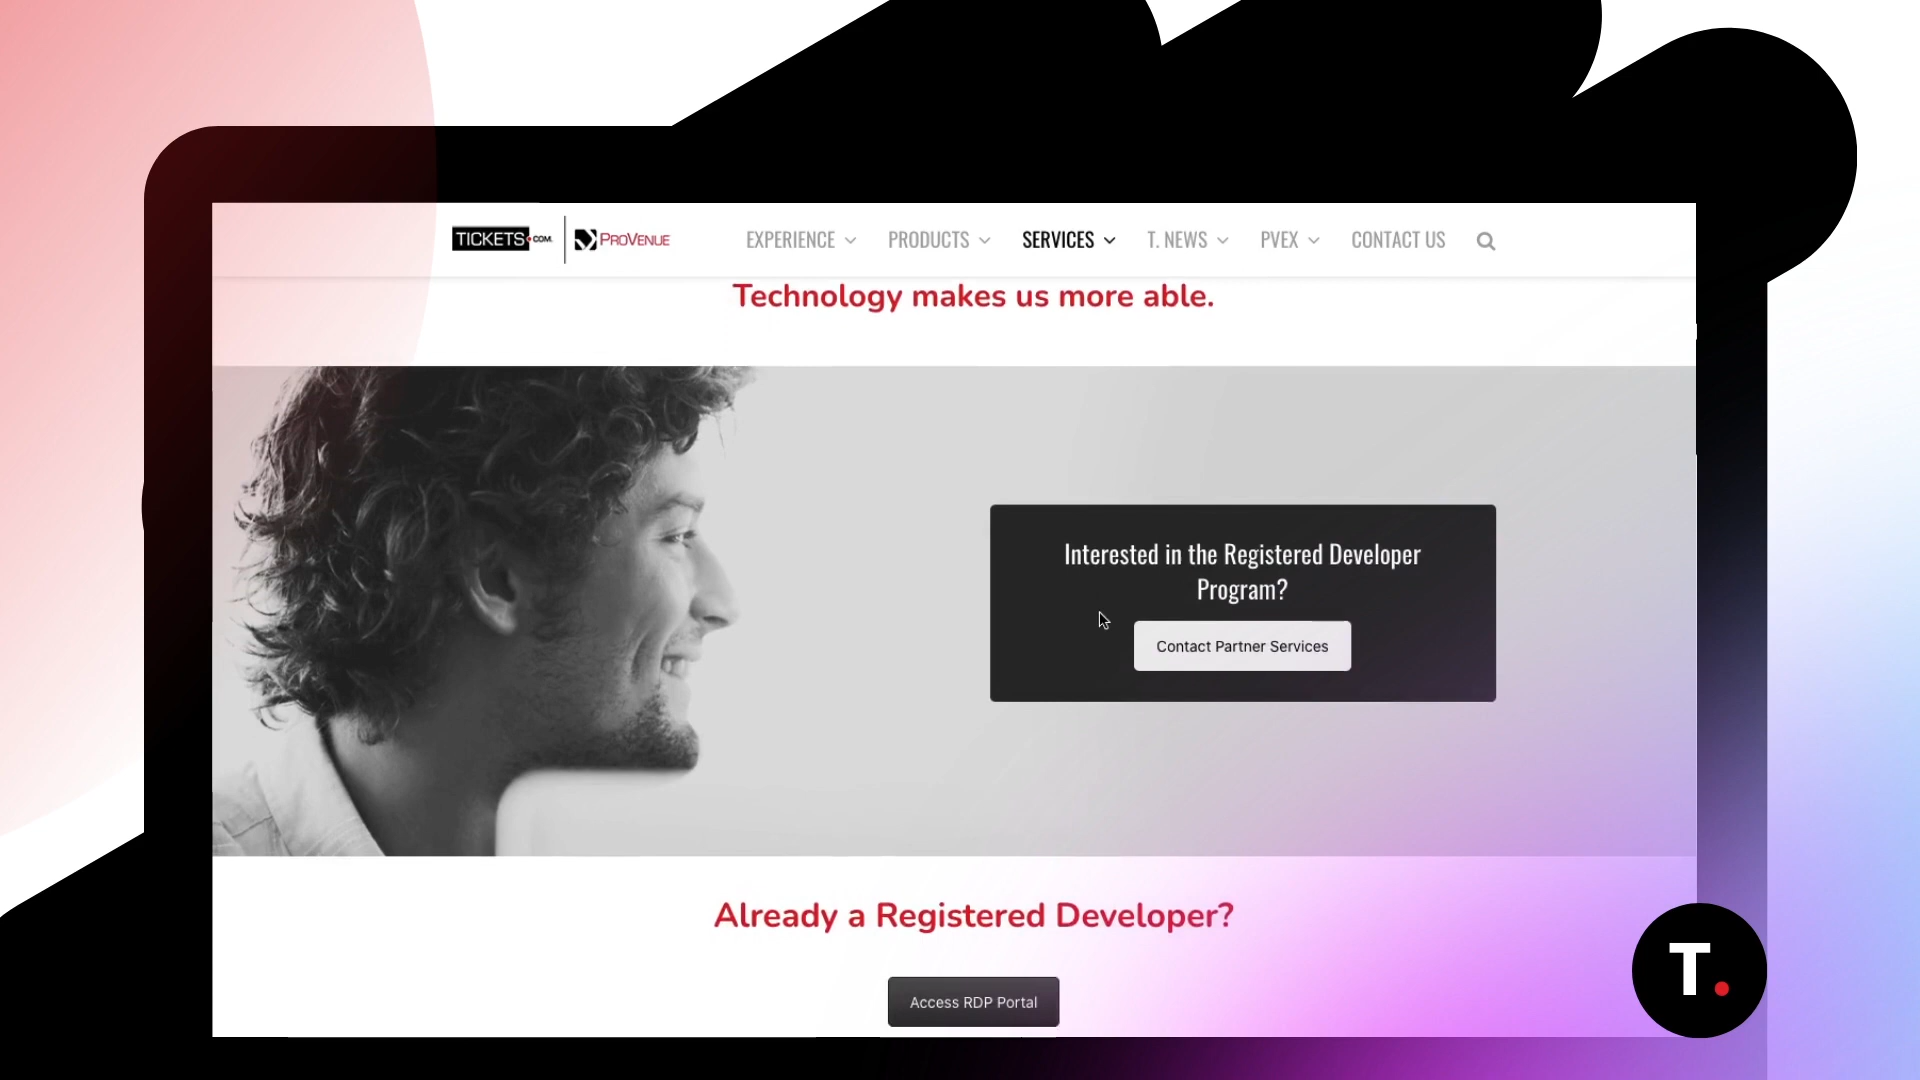 TICKETS.COM | PROVENUE EXPERIENCE PRODUCTS SERVICES T. NEWS PVEX CONTACT US
Technology makes us more able.
Interested in the Registered Developer
Program?
Contact Partner Services
Already a Registered Developer?
Access RDP Portal
T.